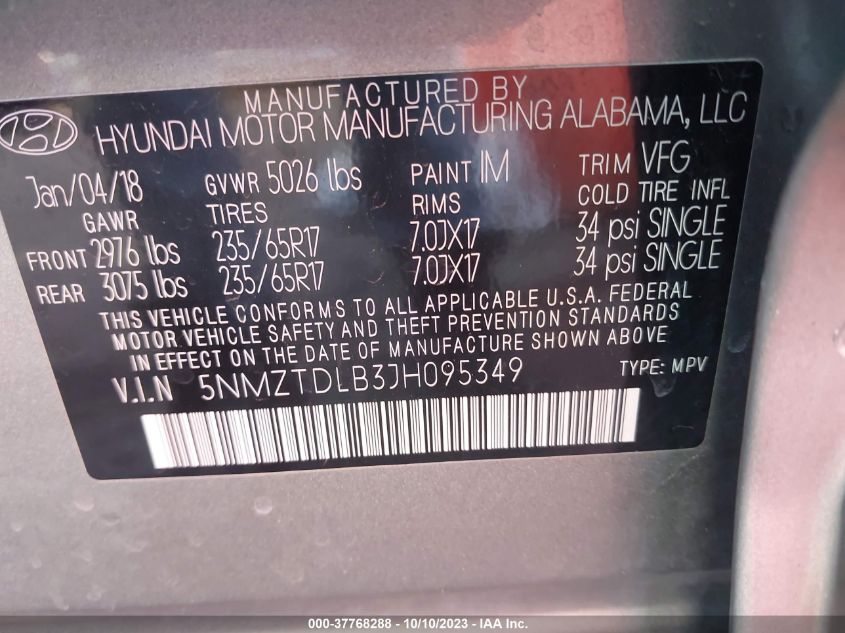 MANUFACTURED BY
HYUNDAI MOTOR MANUFACTURING ALABAMA, LLC
Jan/04/18 GVWR 5026 lbs PAINT IM TRIM VFG
GAWR TIRES RIMS COLD TIRE INFL
FRONT 2976 lbs 235/65R17 7.0JX17 34 psi SINGLE
REAR 3075 lbs 235/65R17 7.0JX17 34 psi SINGLE
THIS VEHICLE CONFORMS TO ALL APPLICABLE U.S.A. FEDERAL
MOTOR VEHICLE SAFETY AND THEFT PREVENTION STANDARDS
IN EFFECT ON THE DATE OF MANUFACTURE SHOWN ABOVE
V.I.N 5NMZTDLB3JH095349 TYPE: MPV
000-37768288 - 10/10/2023 - IAA Inc.